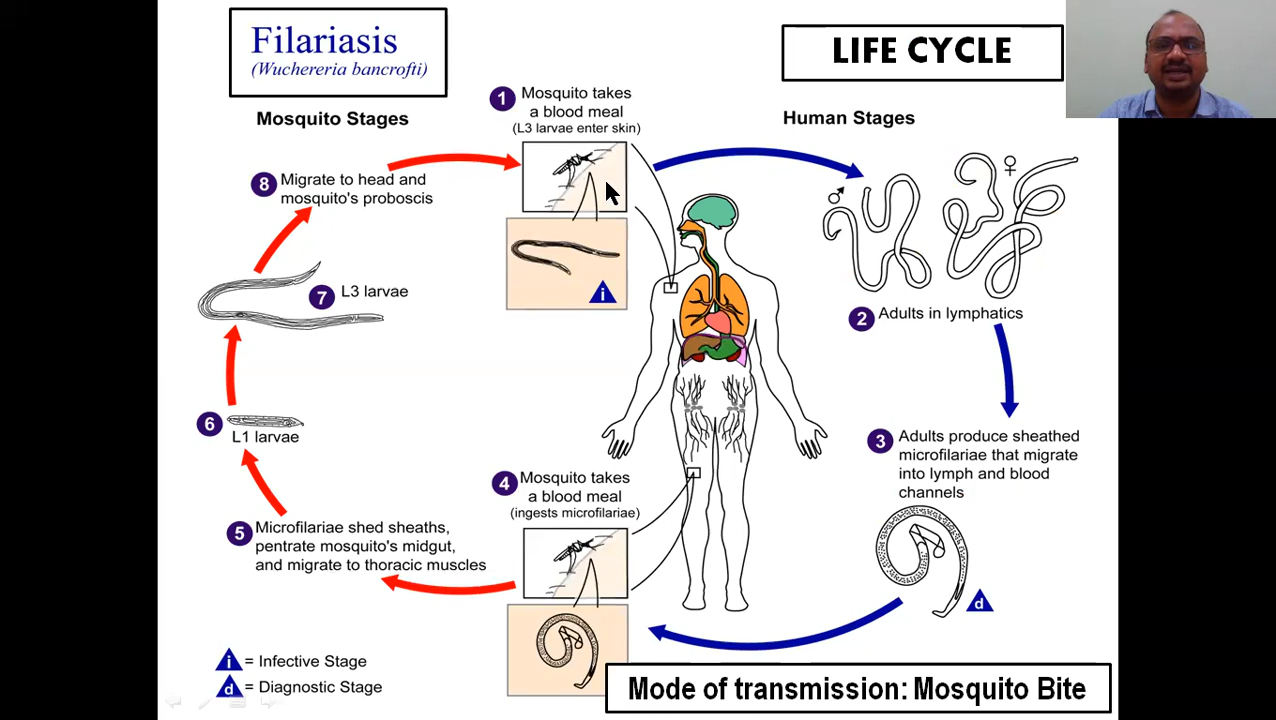 Filariasis
(Wuchereria bancrofti)
LIFE CYCLE
Mosquito Stages
Human Stages
1
Mosquito takes
a blood meal
(L3 larvae enter skin)
i
♂
♀
2
Adults in lymphatics
3
Adults produce sheathed
microfilariae that migrate
into lymph and blood
channels
d
4
Mosquito takes
a blood meal
(ingests microfilariae)
5
Microfilariae shed sheaths,
pentrate mosquito's midgut,
and migrate to thoracic muscles
6
L1 larvae
7
L3 larvae
8
Migrate to head and
mosquito's proboscis
i = Infective Stage
d = Diagnostic Stage
Mode of transmission: Mosquito Bite